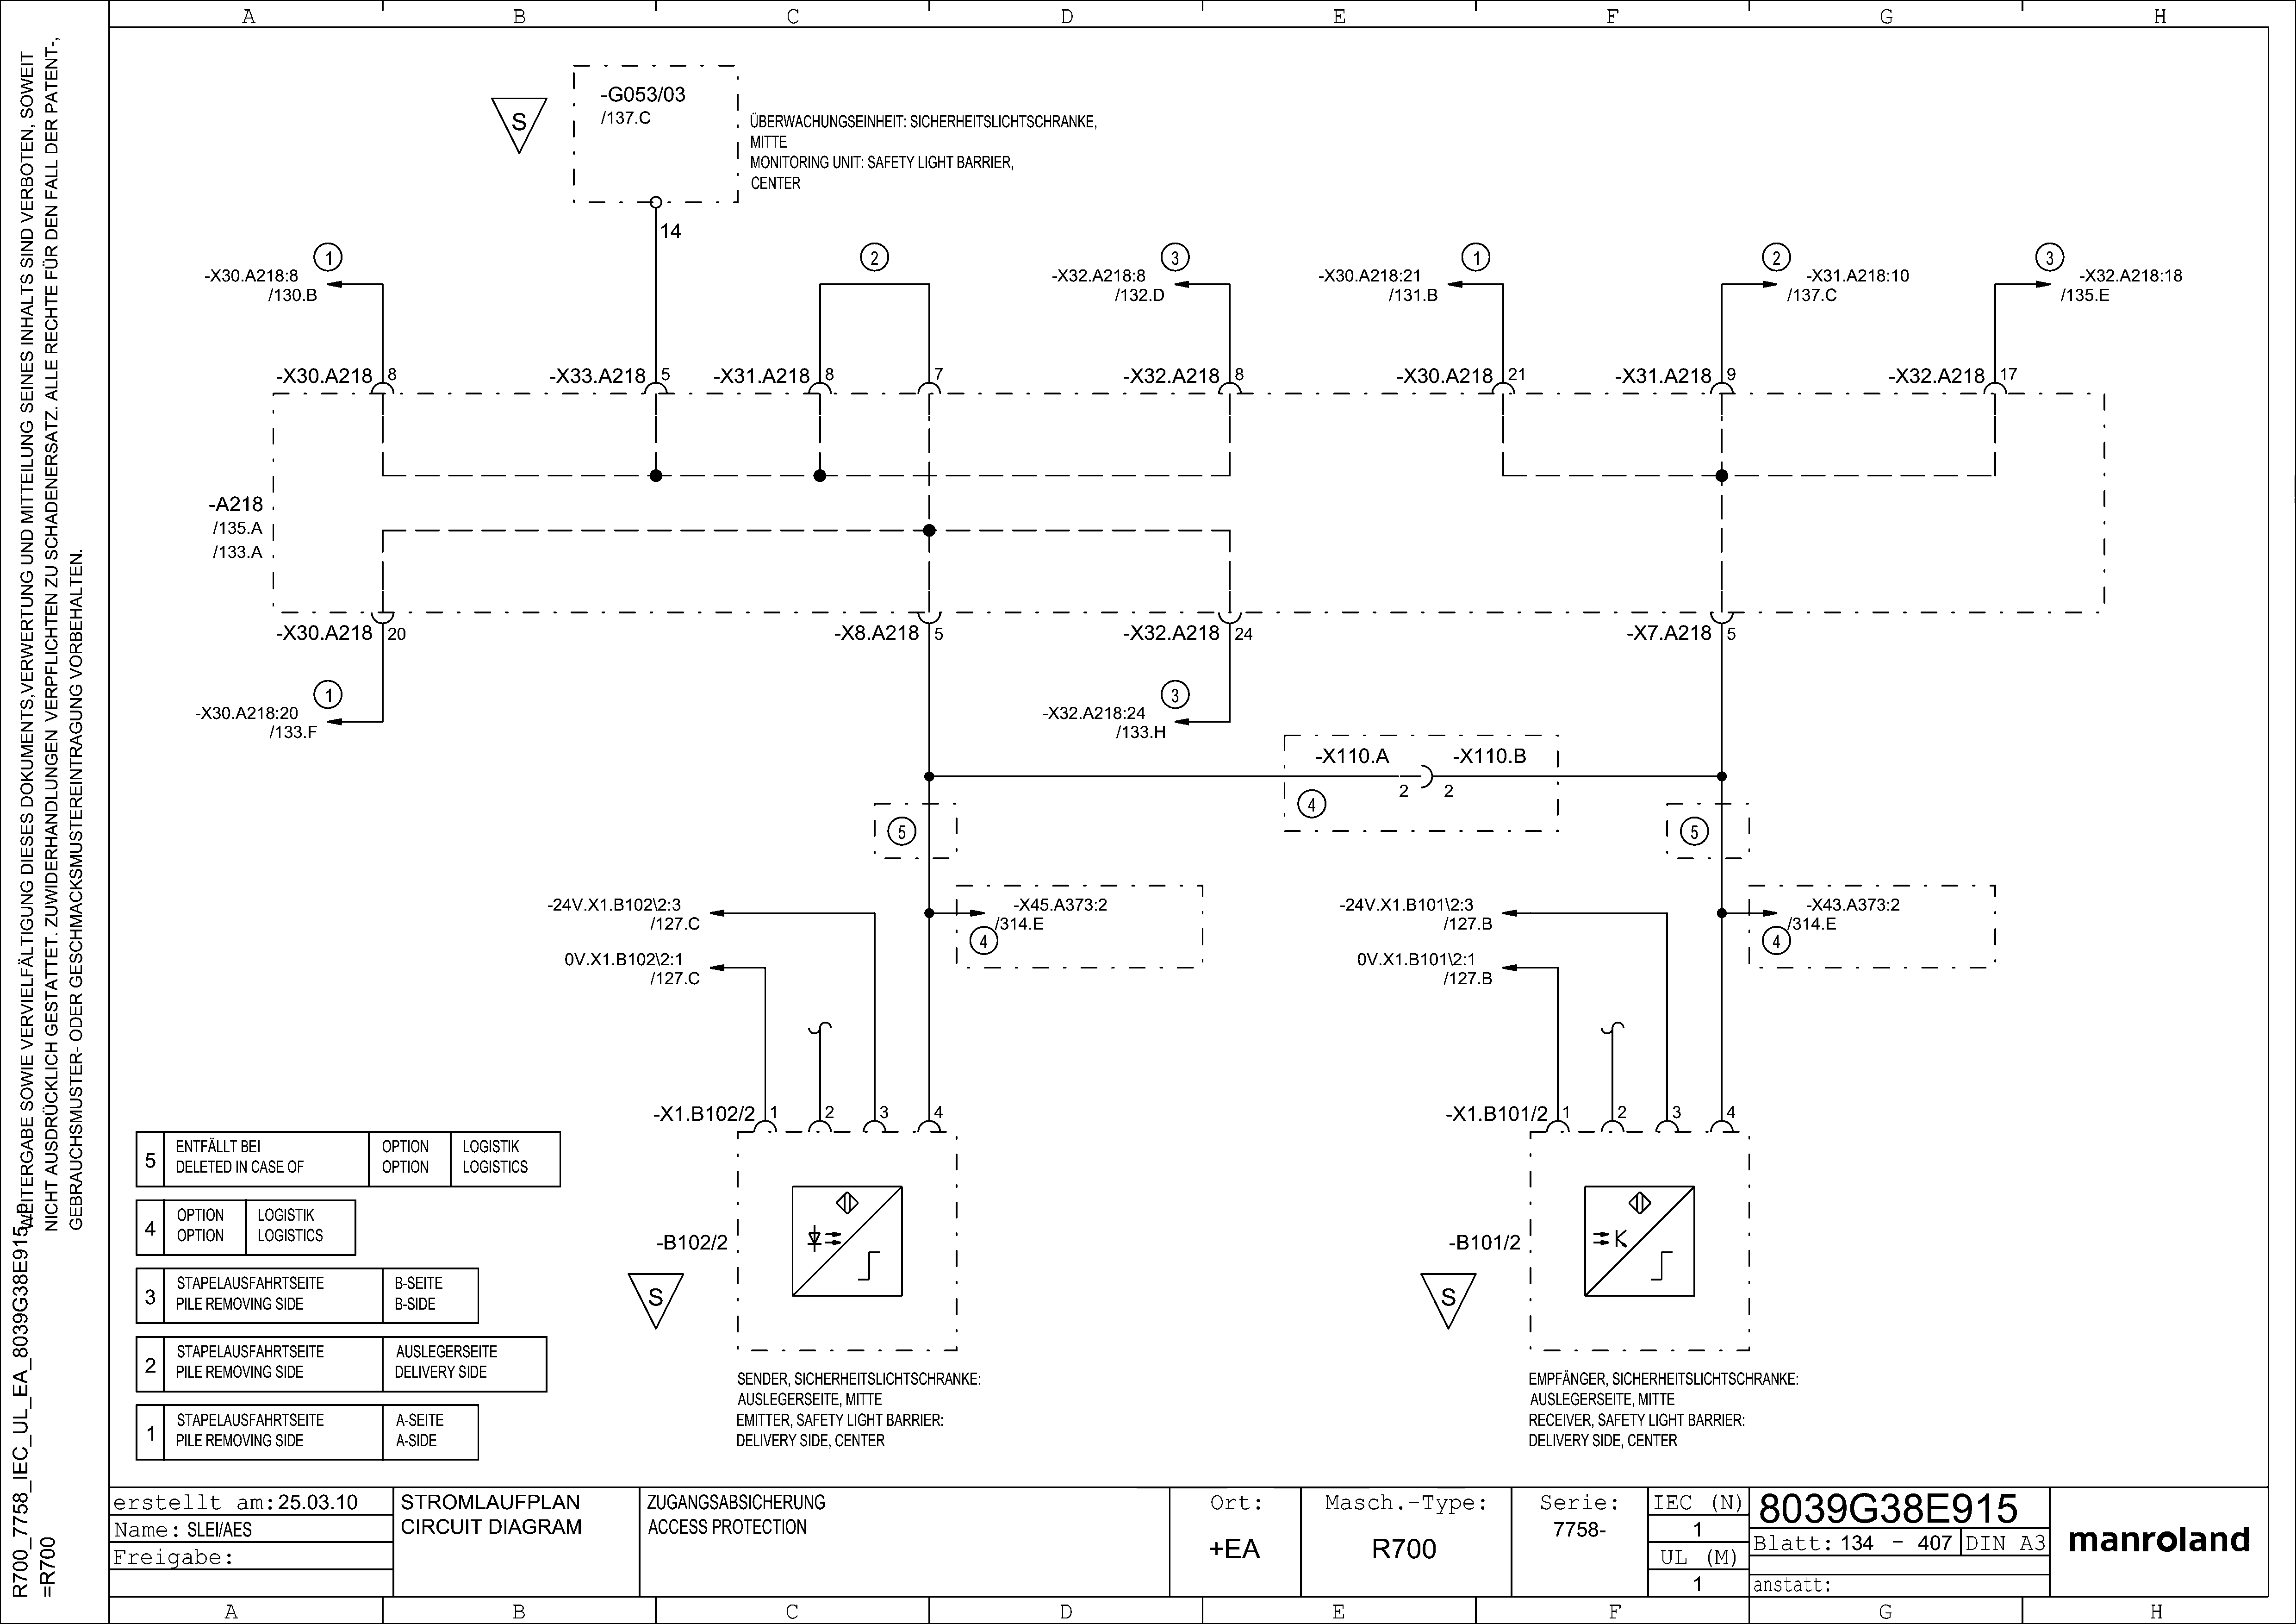 A B C D E F G H
WEITERGABE SOWIE VERVIELFÄLTIGUNG DIESES DOKUMENTS,VERWERTUNG UND MITTEILUNG SEINES INHALTS SIND VERBOTEN, SOWEIT
NICHT AUSDRÜCKLICH GESTATTET. ZUWIDERHANDLUNGEN VERPFLICHTEN ZU SCHADENERSATZ. ALLE RECHTE FÜR DEN FALL DER PATENT-,
GEBRAUCHSMUSTER- ODER GESCHMACKSMUSTEREINTRAGUNG VORBEHALTEN.
S
-G053/03
/137.C
ÜBERWACHUNGSEINHEIT: SICHERHEITSLICHTSCHRANKE,
MITTE
MONITORING UNIT: SAFETY LIGHT BARRIER,
CENTER
14
1 2 3 1 2 3
-X30.A218:8 -X32.A218:8 -X30.A218:21 -X31.A218:10 -X32.A218:18
/130.B /132.D /131.B /137.C /135.E
-X30.A218 8 -X33.A218 5 -X31.A218 8 7 -X32.A218 8 -X30.A218 21 -X31.A218 9 -X32.A218 17
-A218
/135.A
/133.A
-X30.A218 20 -X8.A218 5 -X32.A218 24 -X7.A218 5
1 3
-X30.A218:20 -X32.A218:24
/133.F /133.H
-X110.A -X110.B
2 2
4
5 5
-24V.X1.B102\2:3 -X45.A373:2 -24V.X1.B101\2:3 -X43.A373:2
/127.C /314.E /127.B /314.E
4 4
0V.X1.B102\2:1 0V.X1.B101\2:1
/127.C /127.B
-X1.B102/2 1 2 3 4 -X1.B101/2 1 2 3 4
-B102/2 -B101/2
S S
SENDER, SICHERHEITSLICHTSCHRANKE:
AUSLEGERSEITE, MITTE
EMITTER, SAFETY LIGHT BARRIER:
DELIVERY SIDE, CENTER
EMPFÄNGER, SICHERHEITSLICHTSCHRANKE:
AUSLEGERSEITE, MITTE
RECEIVER, SAFETY LIGHT BARRIER:
DELIVERY SIDE, CENTER
5 ENTFÄLLT BEI OPTION LOGISTIK
DELETED IN CASE OF OPTION LOGISTICS
4 OPTION LOGISTIK
OPTION LOGISTICS
3 STAPELAUSFAHRTSEITE B-SEITE
PILE REMOVING SIDE B-SIDE
2 STAPELAUSFAHRTSEITE AUSLEGERSEITE
PILE REMOVING SIDE DELIVERY SIDE
1 STAPELAUSFAHRTSEITE A-SEITE
PILE REMOVING SIDE A-SIDE
=R700
erstellt am: 25.03.10
Name: SLEI/AES
Freigabe:
STROMLAUFPLAN
CIRCUIT DIAGRAM
ZUGANGSABSICHERUNG
ACCESS PROTECTION
Ort:
+EA
Masch.-Type:
R700
Serie:
7758-
IEC (N)
1
UL (M)
1
8039G38E915
Blatt: 134 - 407 DIN A3
anstatt:
manroland
A B C D E F G H